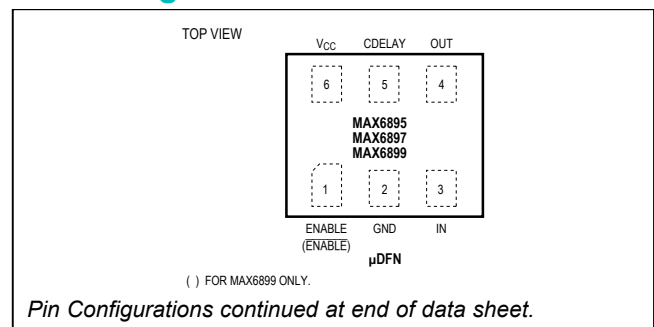 TOP VIEW
VCC CDELAY OUT
6 5 4
MAX6895
MAX6897
MAX6899
1 2 3
ENABLE GND IN
(ENABLE)
µDFN
( ) FOR MAX6899 ONLY.
Pin Configurations continued at end of data sheet.